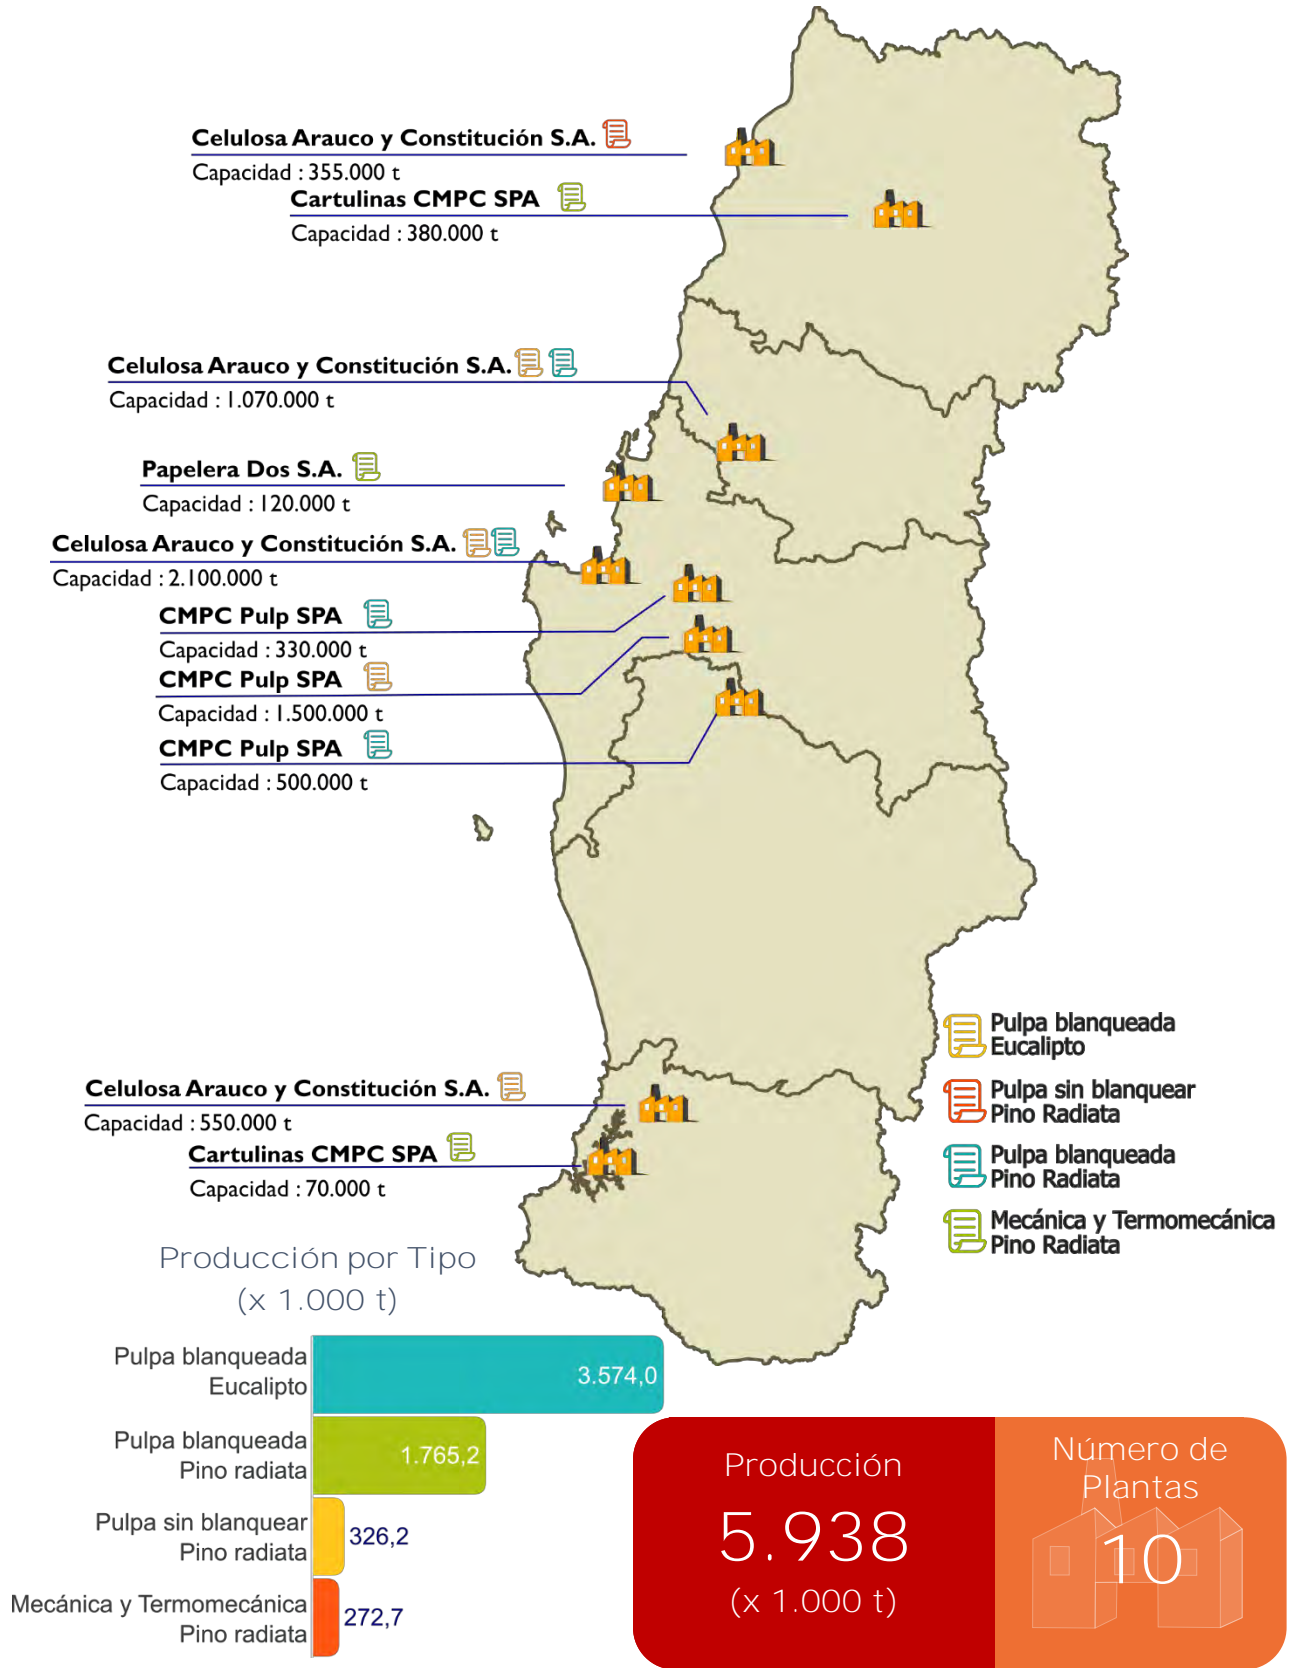 Celulosa Arauco y Constitución S.A.
Capacidad : 355.000 t
Cartulinas CMPC SPA
Capacidad : 380.000 t
Celulosa Arauco y Constitución S.A.
Capacidad : 1.070.000 t
Papelera Dos S.A.
Capacidad : 120.000 t
Celulosa Arauco y Constitución S.A.
Capacidad : 2.100.000 t
CMPC Pulp SPA
Capacidad : 330.000 t
CMPC Pulp SPA
Capacidad : 1.500.000 t
CMPC Pulp SPA
Capacidad : 500.000 t
Pulpa blanqueada
Eucalipto
Pulpa sin blanquear
Pino Radiata
Pulpa blanqueada
Pino Radiata
Mecánica y Termomecánica
Pino Radiata
Celulosa Arauco y Constitución S.A.
Capacidad : 550.000 t
Cartulinas CMPC SPA
Capacidad : 70.000 t
Producción por Tipo
(x 1.000 t)
Pulpa blanqueada
Eucalipto
3.574,0
Pulpa blanqueada
Pino radiata
1.765,2
Pulpa sin blanquear
Pino radiata
326,2
Mecánica y Termomecánica
Pino radiata
272,7
Producción
5.938
(x 1.000 t)
Número de
Plantas
10